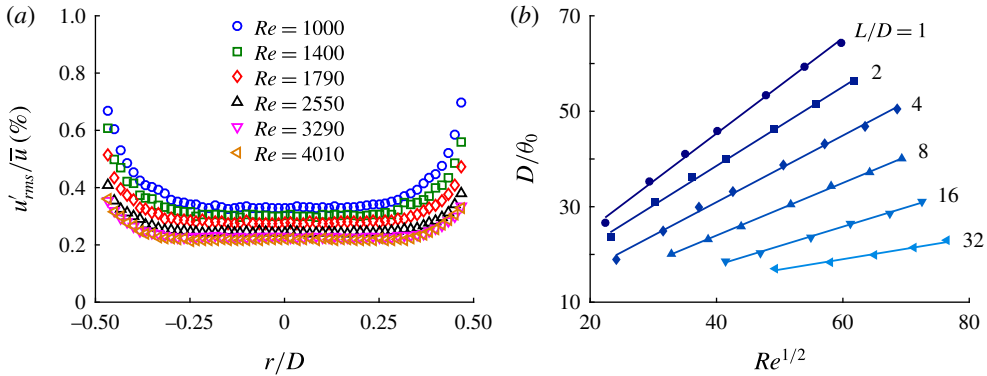 (a)
1.0
0.8
0.6
0.4
0.2
0
u′rms/u̅ (%)
Re = 1000
Re = 1400
Re = 1790
Re = 2550
Re = 3290
Re = 4010
–0.50
–0.25
0
0.25
0.50
r/D
(b)
70
50
30
10
D/θ0
L/D = 1
2
4
8
16
32
20
40
60
80
Re1/2